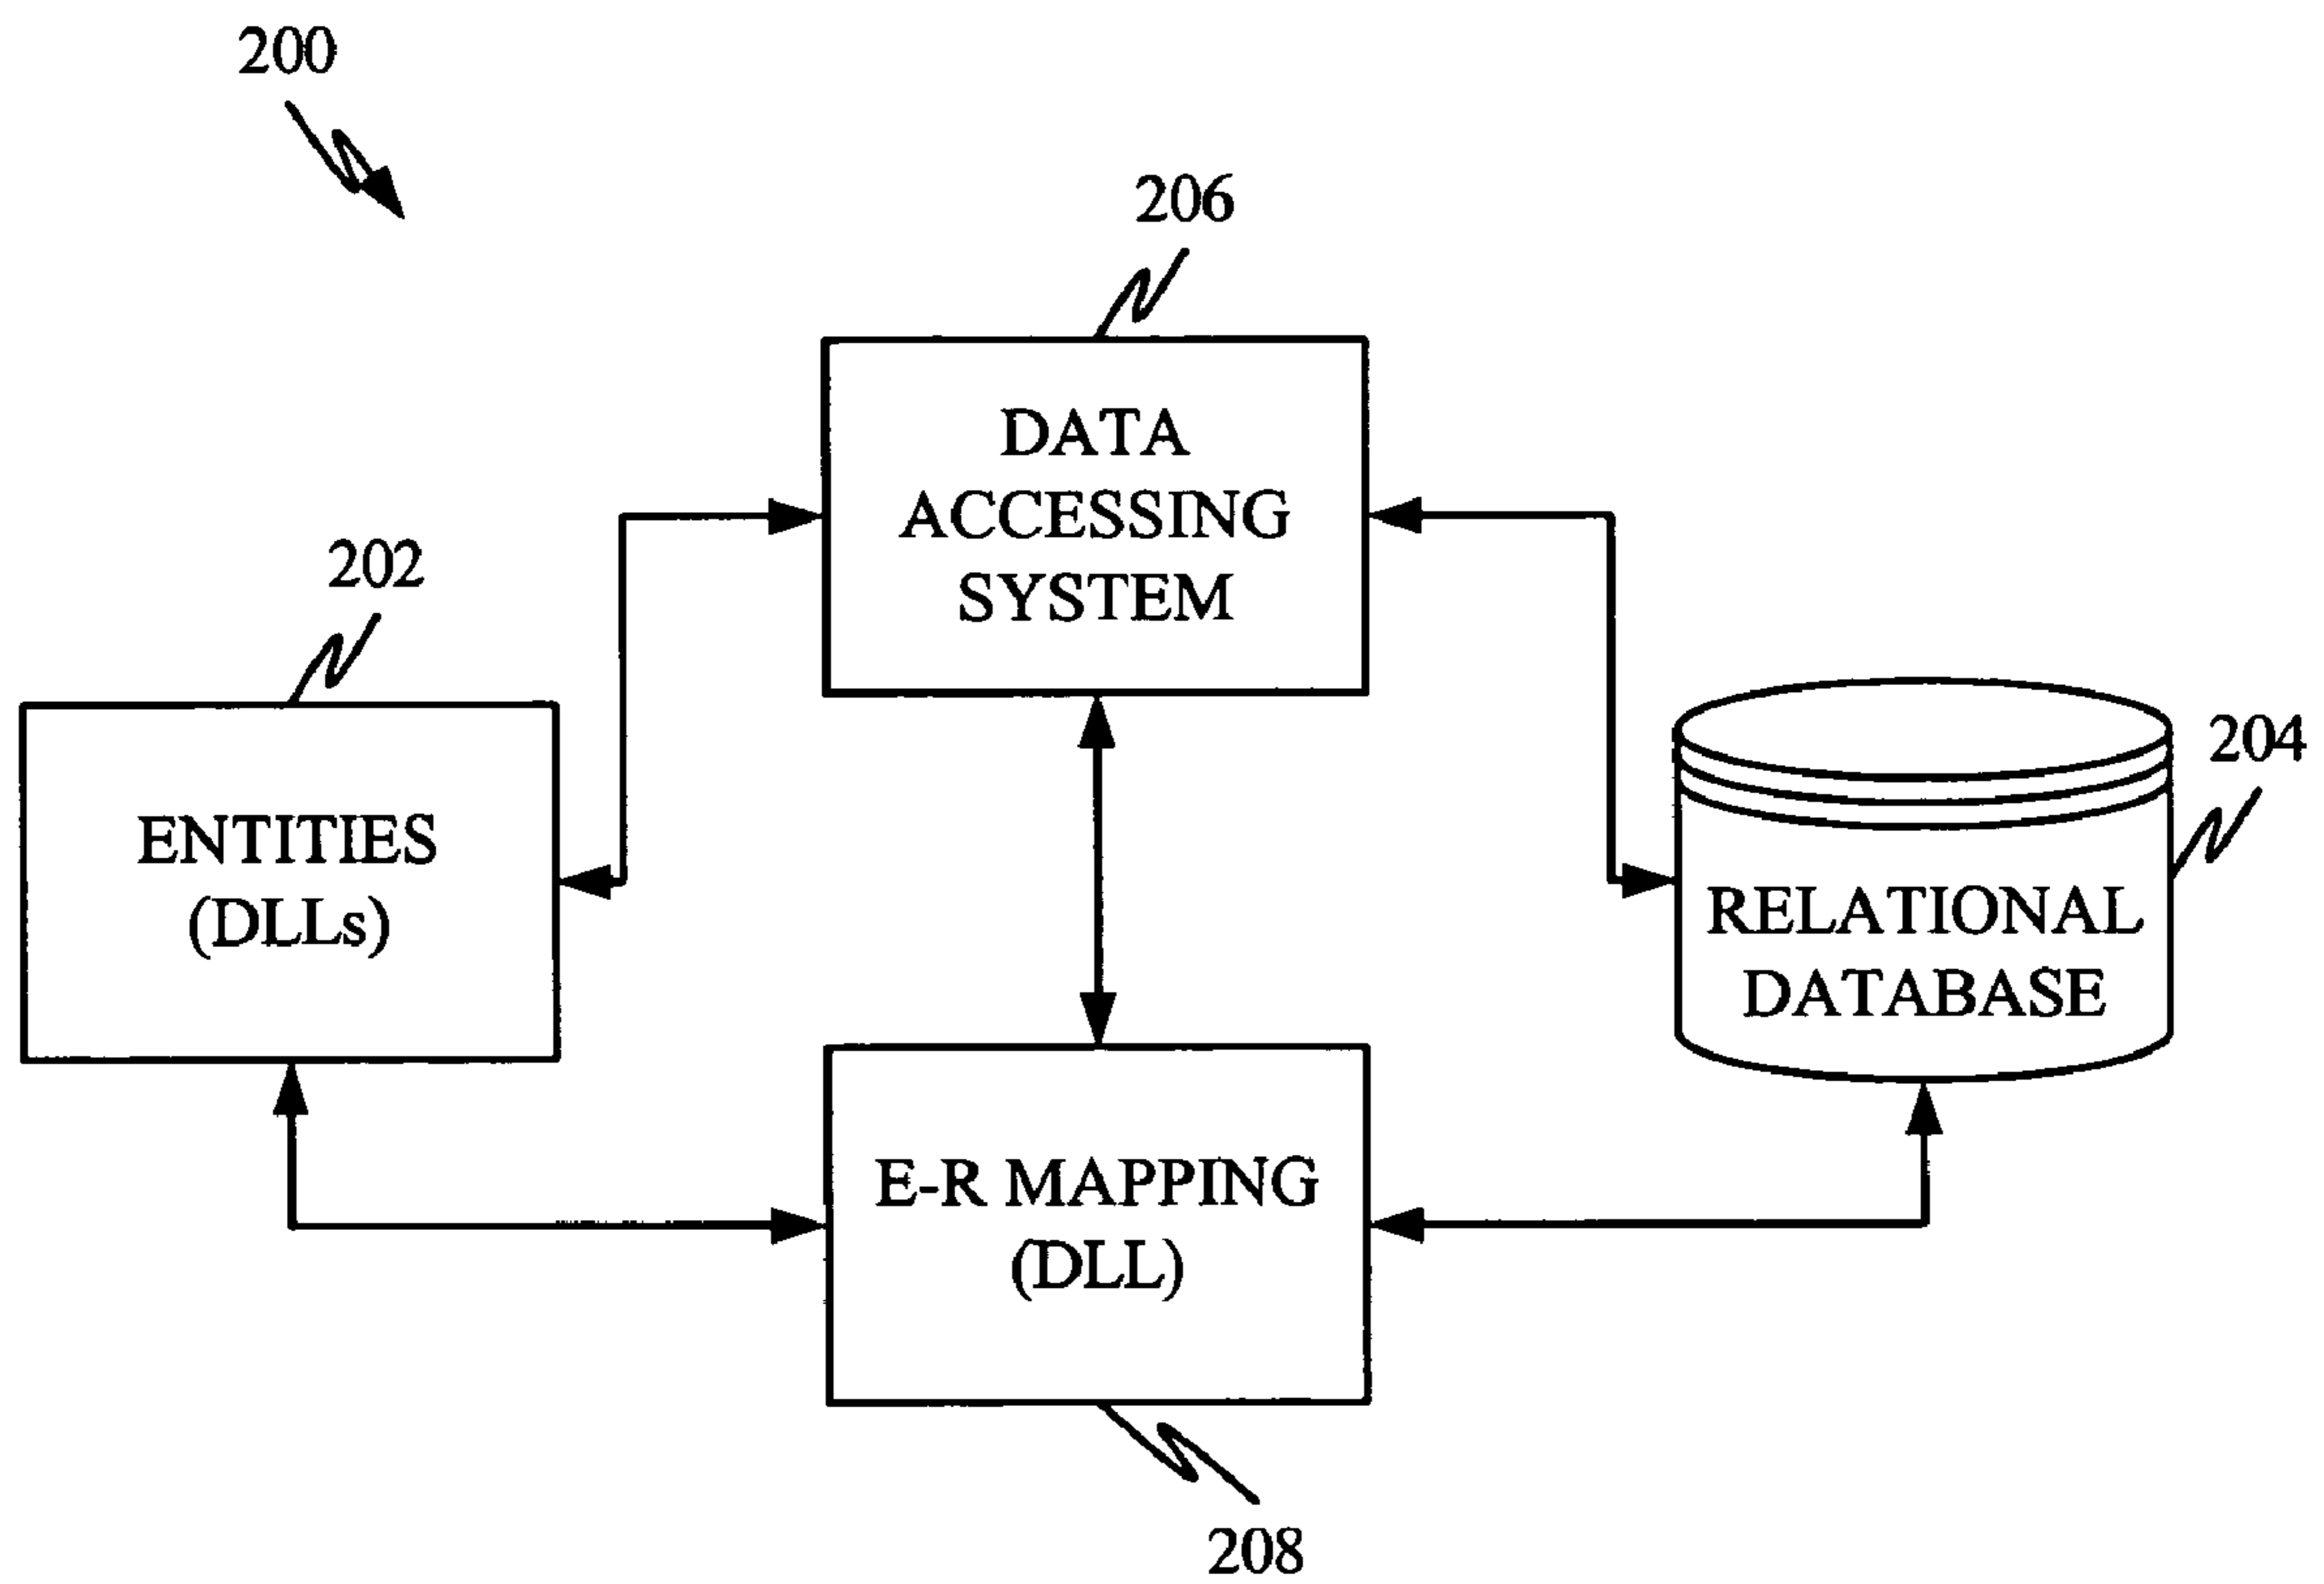 200
206
DATA
ACCESSING
SYSTEM
202
ENTITIES
(DLLs)
204
RELATIONAL
DATABASE
E-R MAPPING
(DLL)
208